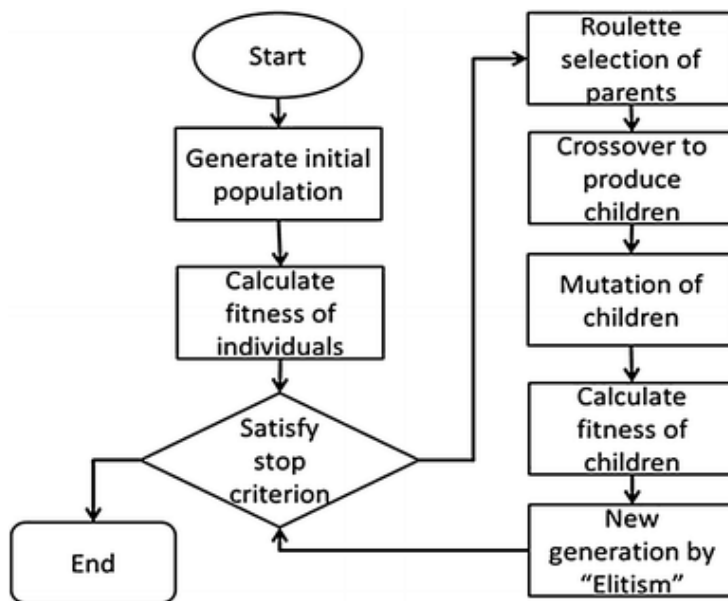 Start
Generate initial
population
Calculate
fitness of
individuals
Satisfy
stop
criterion
End
Roulette
selection of
parents
Crossover to
produce
children
Mutation of
children
Calculate
fitness of
children
New
generation by
“Elitism”